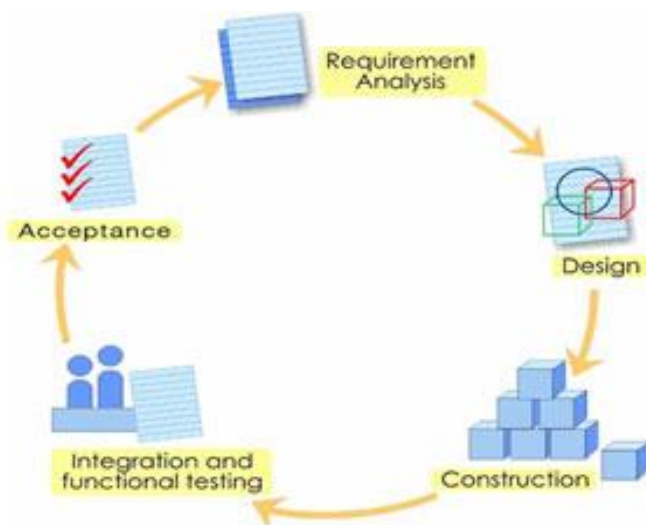 Requirement
Analysis
Design
Construction
Integration and
functional testing
Acceptance